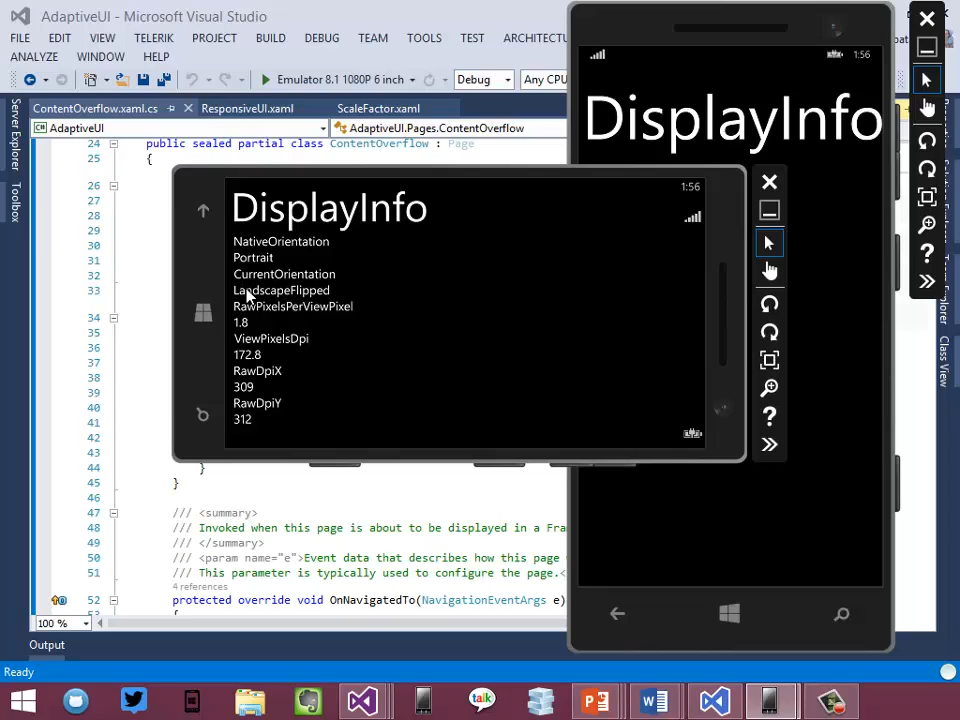 AdaptiveUI - Microsoft Visual Studio
FILE EDIT VIEW TELERIK PROJECT BUILD DEBUG TEAM TOOLS TEST ARCHITECTU
ANALYZE WINDOW HELP
Emulator 8.1 1080P 6 inch Debug Any CPU
ContentOverflow.xaml.cs ResponsiveUI.xaml ScaleFactor.xaml
AdaptiveUI AdaptiveUI.Pages.ContentOverflow
24 public sealed partial class ContentOverflow : Page
25 {
26
27
28
29
30
31
32
33
34
35
36
37
38
39
40
41
42
43
44 }
45 }
46
47 /// <summary>
48 /// Invoked when this page is about to be displayed in a Fra
49 /// </summary>
50 /// <param name="e">Event data that describes how this page
51 /// This parameter is typically used to configure the page.<
4 references
52 protected override void OnNavigatedTo(NavigationEventArgs e)
53 {
100 %
Output
Ready
Server Explorer
Toolbox
Class View
1:56
DisplayInfo
1:56
DisplayInfo
NativeOrientation
Portrait
CurrentOrientation
LandscapeFlipped
RawPixelsPerViewPixel
1.8
ViewPixelsDpi
172.8
RawDpiX
309
RawDpiY
312
talk